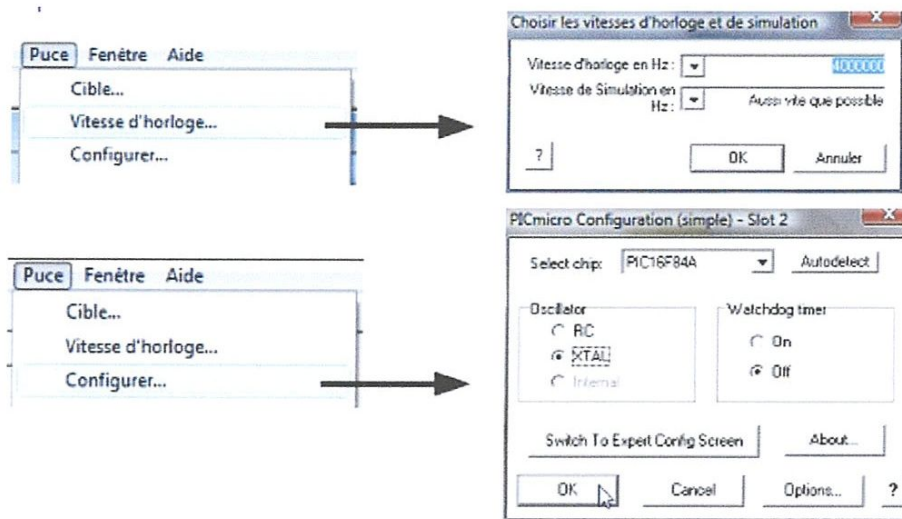 Puce Fenêtre Aide
Cible...
Vitesse d'horloge...
Configurer...
Choisir les vitesses d'horloge et de simulation
Vitesse d'horloge en Hz : 4000000
Vitesse de Simulation en
Hz : Aussi vite que possible
? OK Annuler
Puce Fenêtre Aide
Cible...
Vitesse d'horloge...
Configurer...
PICmicro Configuration (simple) - Slot 2
Select chip: PIC16F84A Autodetect
Oscillator
RC
XTAL
Internal
Watchdog timer
On
Off
Switch To Expert Config Screen About...
OK Cancel Options... ?